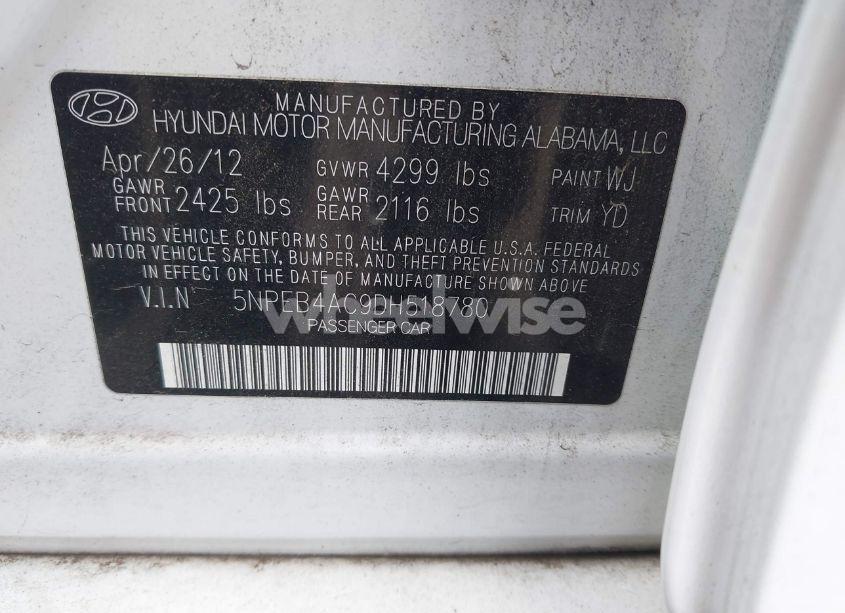 MANUFACTURED BY
HYUNDAI MOTOR MANUFACTURING ALABAMA, LLC
Apr/26/12 GVWR 4299 lbs PAINT WJ
GAWR FRONT 2425 lbs GAWR REAR 2116 lbs TRIM YD
THIS VEHICLE CONFORMS TO ALL APPLICABLE U.S.A. FEDERAL
MOTOR VEHICLE SAFETY, BUMPER, AND THEFT PREVENTION STANDARDS
IN EFFECT ON THE DATE OF MANUFACTURE SHOWN ABOVE
V.I.N 5NPEB4AC9DH518780
wheelwise
PASSENGER CAR